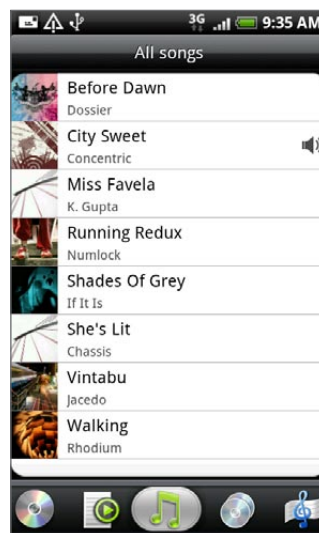 3G 9:35 AM
All songs
Before Dawn
Dossier
City Sweet
Concentric
Miss Favela
K. Gupta
Running Redux
Numlock
Shades Of Grey
If It Is
She's Lit
Chassis
Vintabu
Jacedo
Walking
Rhodium